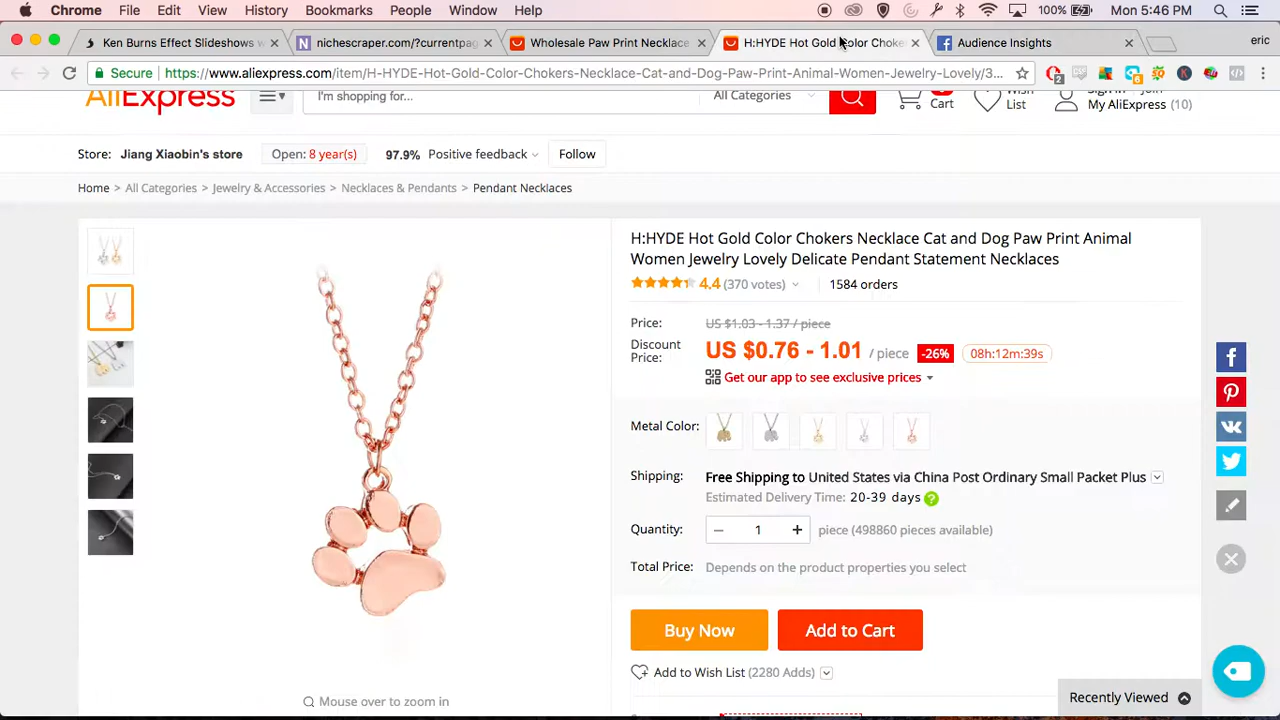 Chrome File Edit View History Bookmarks People Window Help 100% Mon 5:46 PM
Ken Burns Effect Slideshows w nichescraper.com/?currentpag Wholesale Paw Print Necklace H:HYDE Hot Gold Color Choke Audience Insights eric
Secure https://www.aliexpress.com/item/H-HYDE-Hot-Gold-Color-Chokers-Necklace-Cat-and-Dog-Paw-Print-Animal-Women-Jewelry-Lovely/3...
AliExpress I'm shopping for... All Categories Cart Wish List Sign in Join My AliExpress (10)
Store: Jiang Xiaobin's store Open: 8 year(s) 97.9% Positive feedback Follow
Home > All Categories > Jewelry & Accessories > Necklaces & Pendants > Pendant Necklaces
H:HYDE Hot Gold Color Chokers Necklace Cat and Dog Paw Print Animal
Women Jewelry Lovely Delicate Pendant Statement Necklaces
4.4 (370 votes) 1584 orders
Price: US $1.03 - 1.37 / piece
Discount Price: US $0.76 - 1.01 / piece -26% 08h:12m:39s
Get our app to see exclusive prices
Metal Color:
Shipping: Free Shipping to United States via China Post Ordinary Small Packet Plus
Estimated Delivery Time: 20-39 days
Quantity: 1 piece (498860 pieces available)
Total Price: Depends on the product properties you select
Buy Now Add to Cart
Add to Wish List (2280 Adds)
Mouse over to zoom in
Recently Viewed